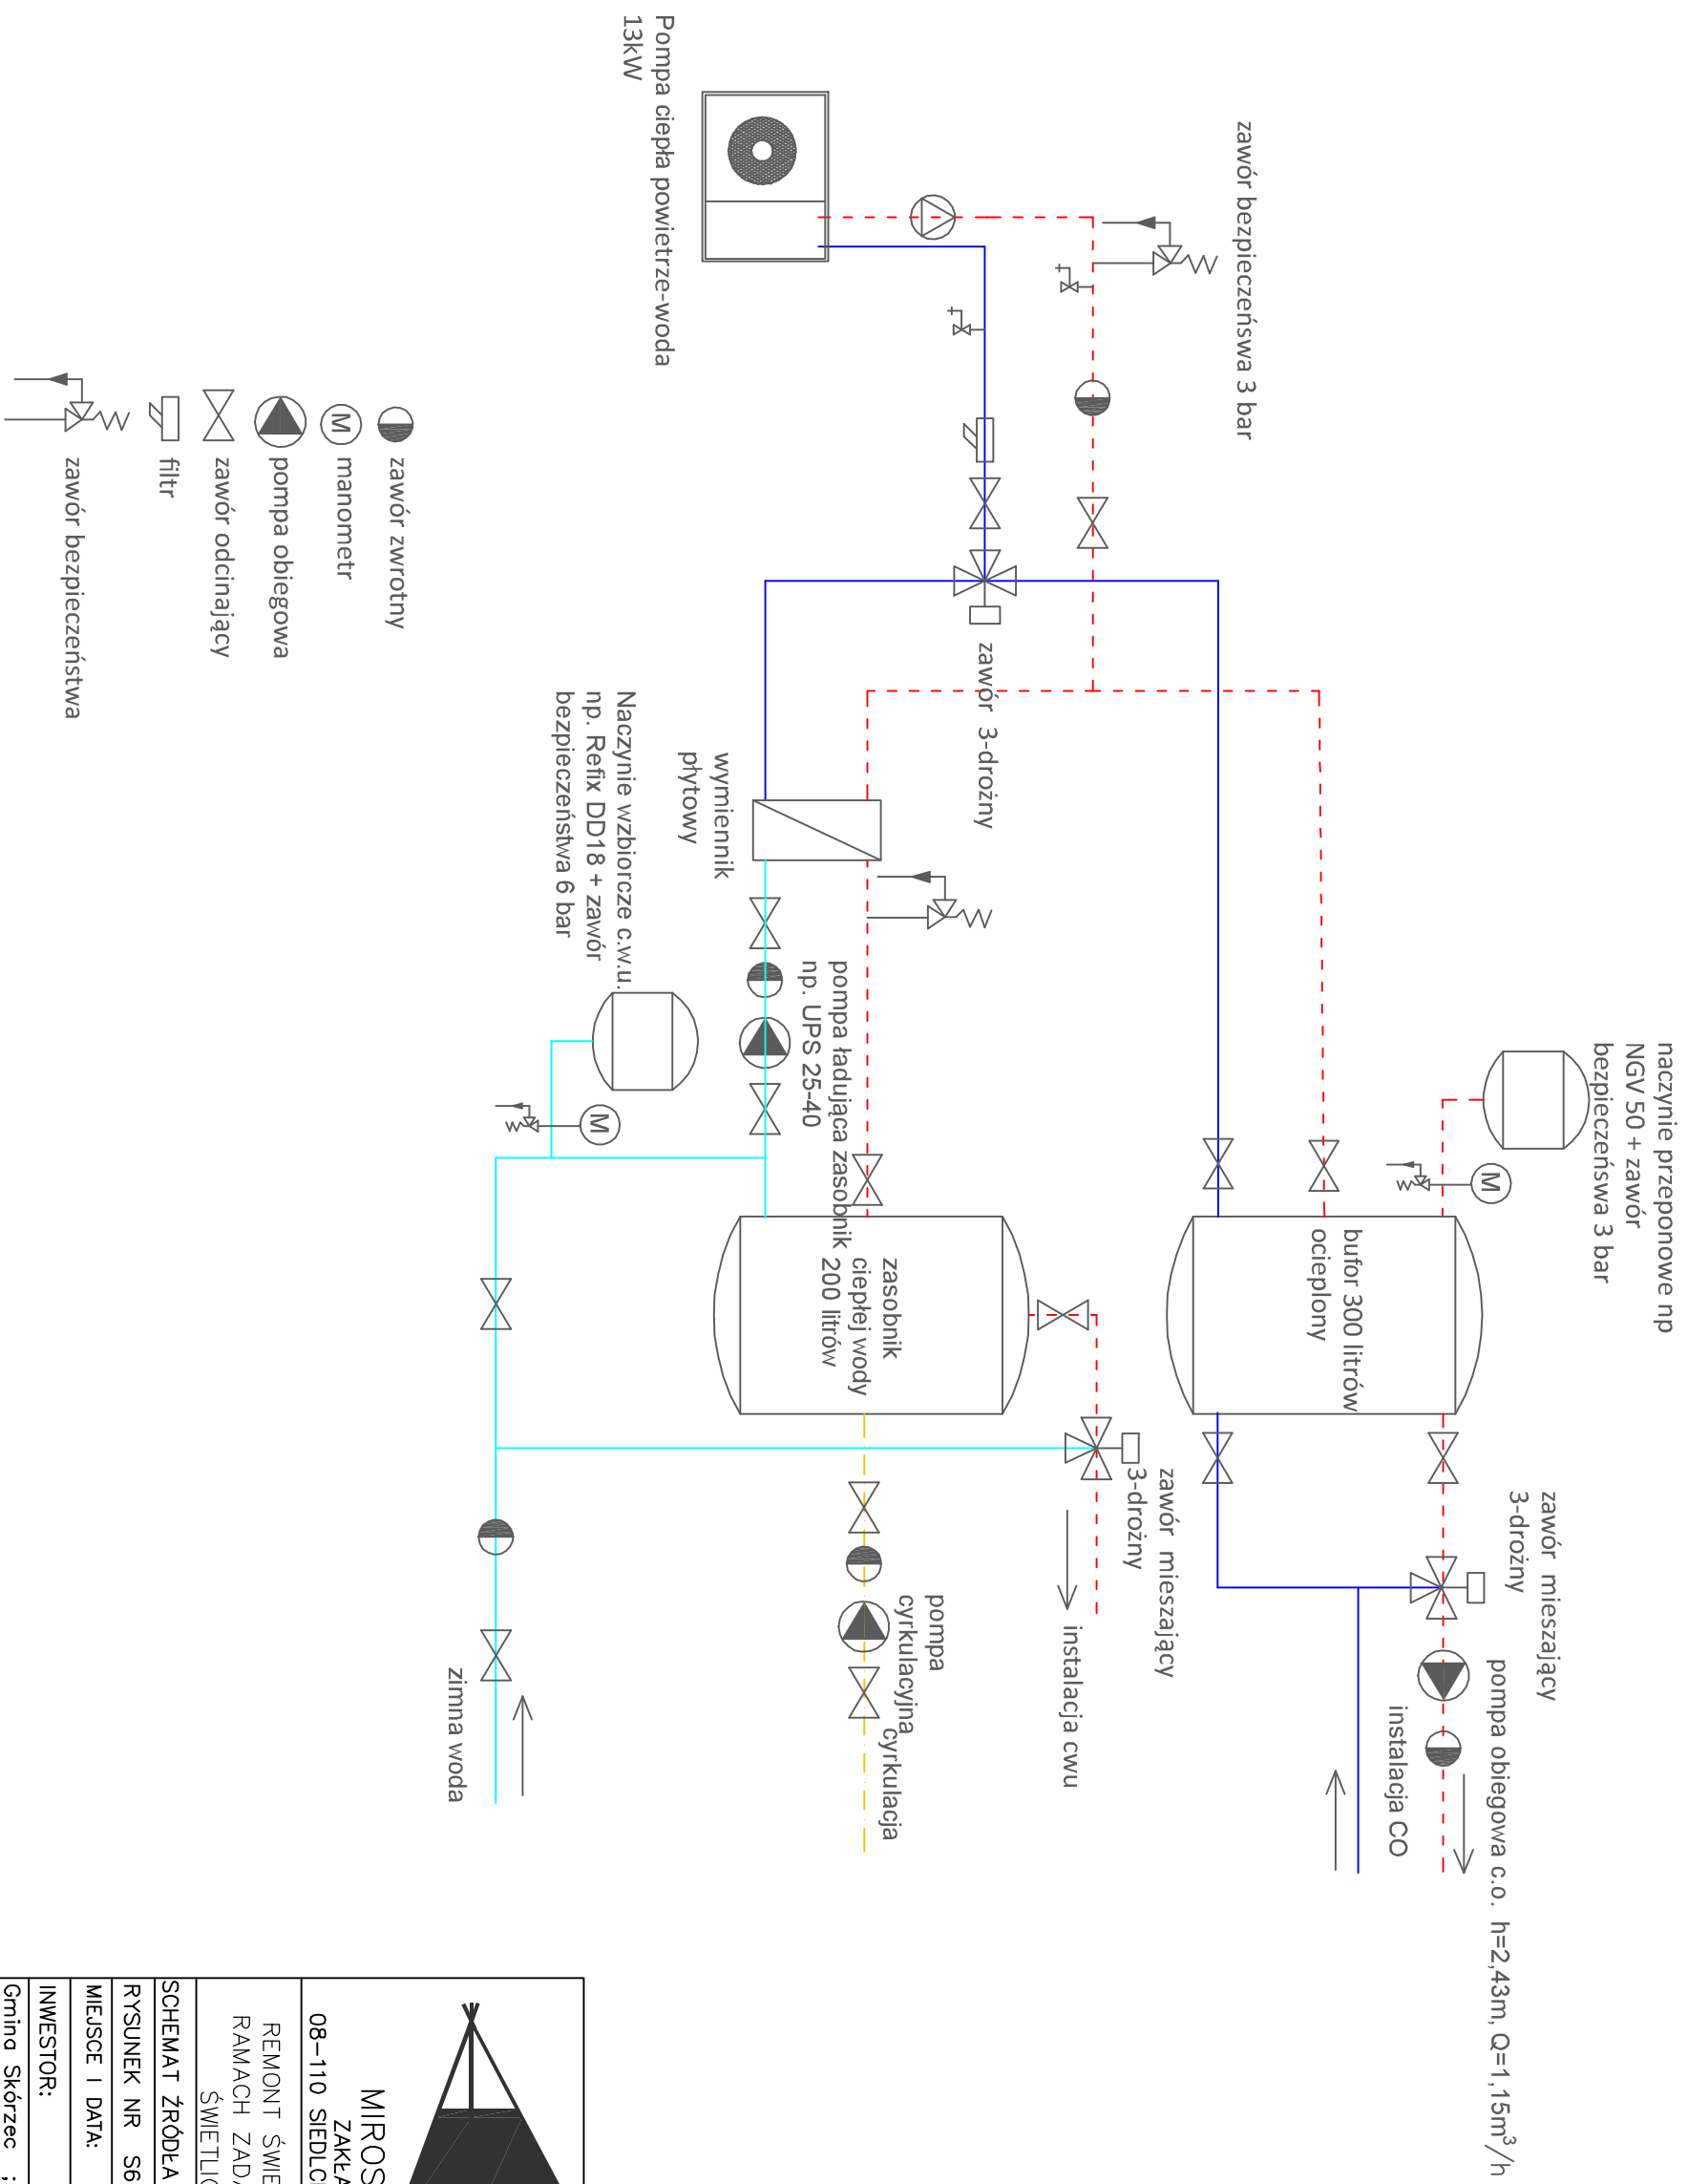 naczynie przeponowe np
NGV 50 + zawór
bezpieczeńswa 3 bar
M
zawór mieszający
3-drożny
pompa obiegowa c.o. h=2,43m, Q=1,15m³/h
instalacja CO
bufor 300 litrów
ocieplony
zawór bezpieczeńswa 3 bar
zawór mieszający
3-drożny
instalacja cwu
zawór 3-drożny
zasobnik
ciepłej wody
200 litrów
pompa
cyrkulacyjna
cyrkulacja
pompa ładująca zasobnik
np. UPS 25-40
wymiennik
płytowy
Pompa ciepła powietrze-woda
13kW
Naczynie wzbiorcze c.w.u.
np. Refix DD18 + zawór
bezpieczeństwa 6 bar
M
zimna woda
zawór zwrotny
M
manometr
pompa obiegowa
zawór odcinający
filtr
zawór bezpieczeństwa
MIROS
ZAKŁA
08-110 SIEDLC
REMONT ŚWIE
RAMACH ZADA
ŚWIETLIC
SCHEMAT ŹRÓDŁA
RYSUNEK NR S6
MIEJSCE I DATA:
INWESTOR:
Gmina Skórzec ;